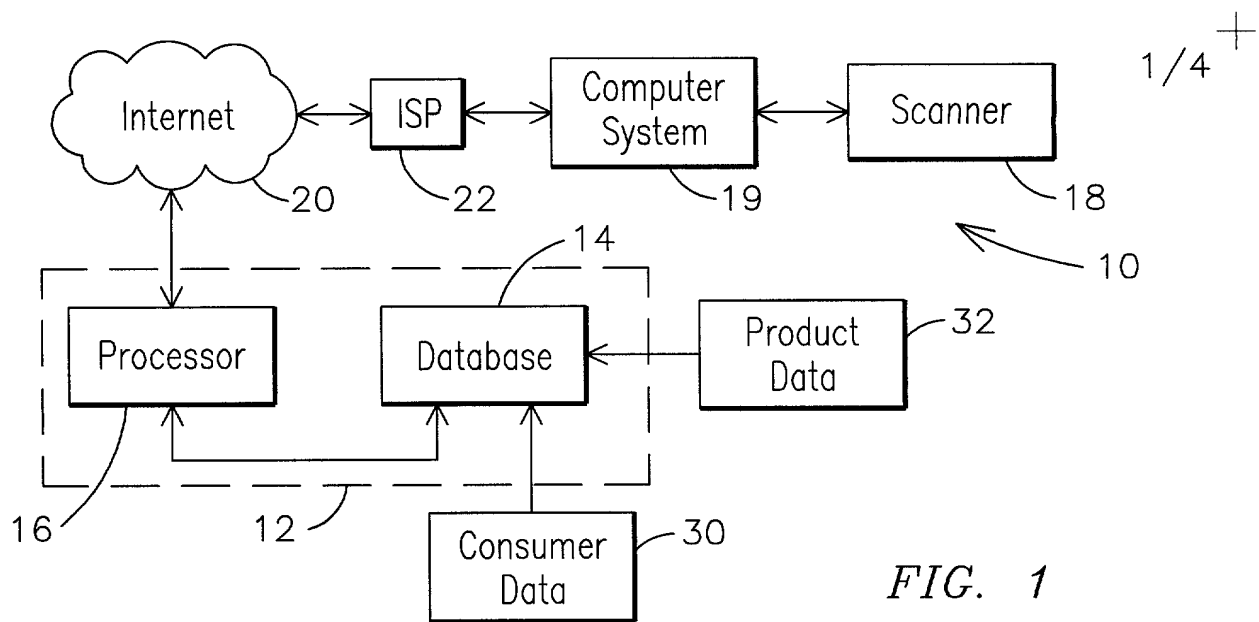 1/4
Internet
ISP
Computer
System
Scanner
20
22
19
18
10
14
Processor
Database
Product
Data
32
16
12
Consumer
Data
30
FIG. 1